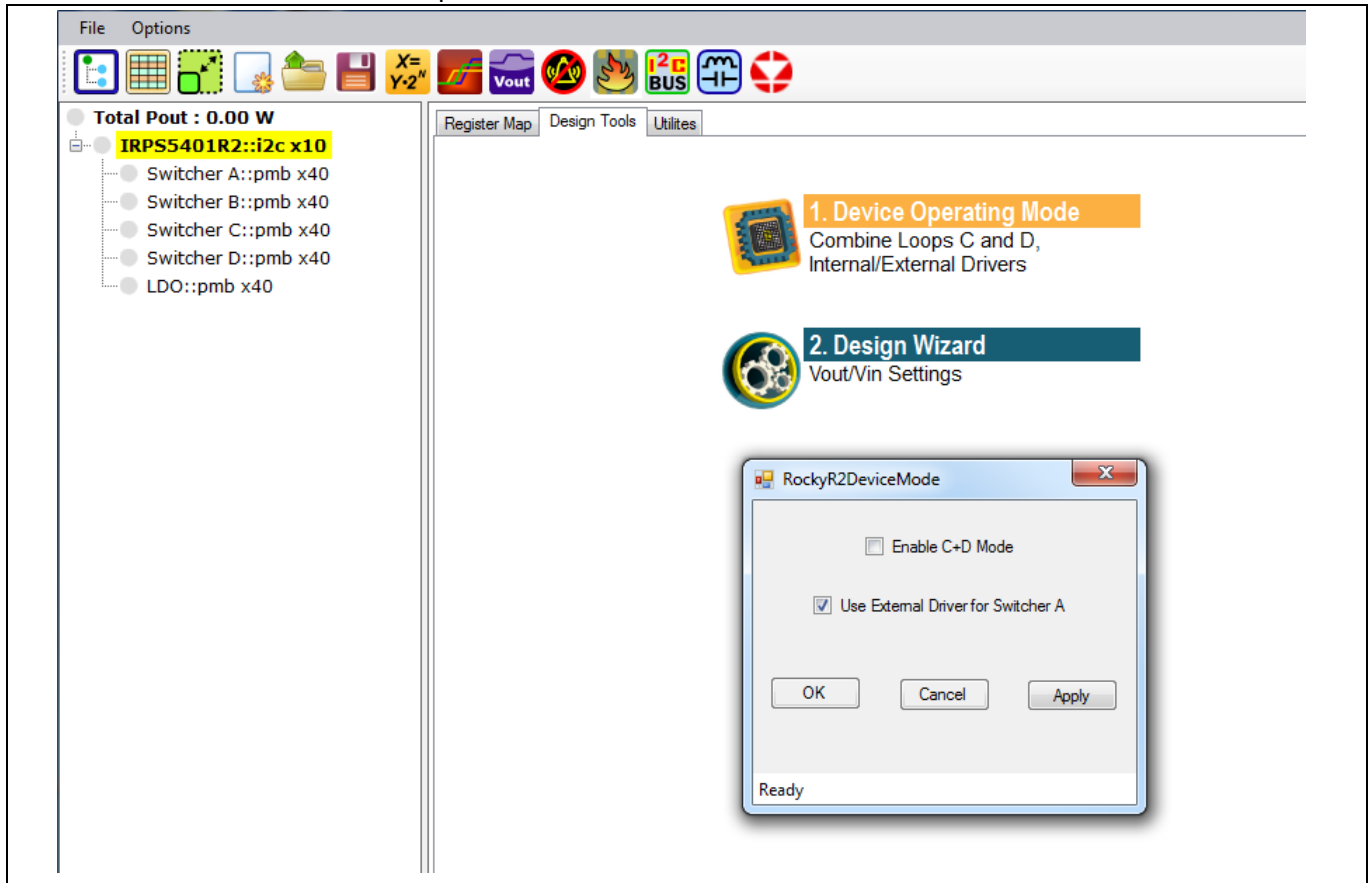 File Options
X=
Y·2ᴺ
Vout
I²C
BUS
Total Pout : 0.00 W
IRPS5401R2::i2c x10
Switcher A::pmb x40
Switcher B::pmb x40
Switcher C::pmb x40
Switcher D::pmb x40
LDO::pmb x40
Register Map Design Tools Utilites
1. Device Operating Mode
Combine Loops C and D,
Internal/External Drivers
2. Design Wizard
Vout/Vin Settings
RockyR2DeviceMode
Enable C+D Mode
Use External Driver for Switcher A
OK Cancel Apply
Ready